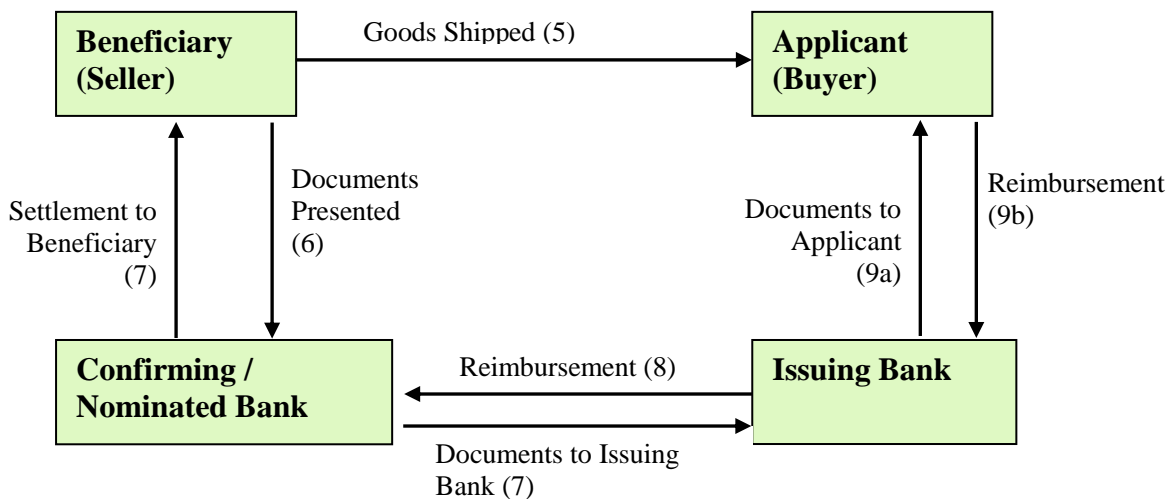 Beneficiary
(Seller)
Goods Shipped (5)
Applicant
(Buyer)
Settlement to
Beneficiary
(7)
Documents
Presented
(6)
Documents to
Applicant
(9a)
Reimbursement
(9b)
Confirming /
Nominated Bank
Reimbursement (8)
Issuing Bank
Documents to Issuing
Bank (7)